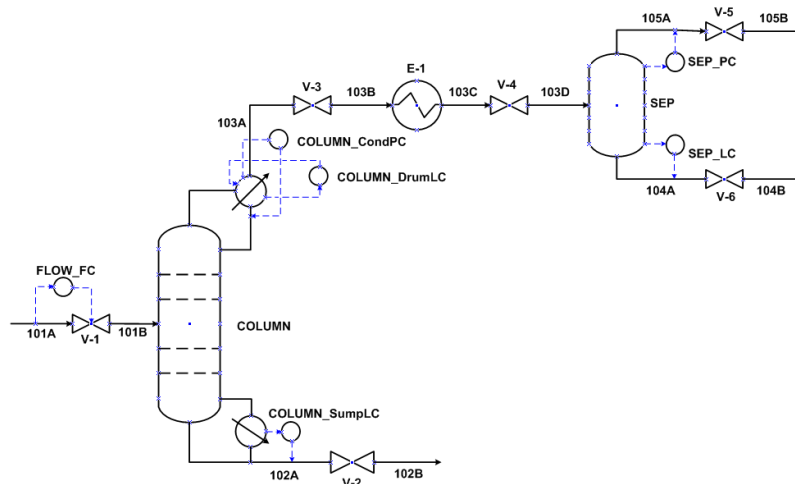 105A
V-5
105B
SEP_PC
E-1
V-3
103B
103C
V-4
103D
SEP
103A
COLUMN_CondPC
SEP_LC
COLUMN_DrumLC
104A
V-6
104B
FLOW_FC
101A
V-1
101B
COLUMN
COLUMN_SumpLC
102A
V-2
102B